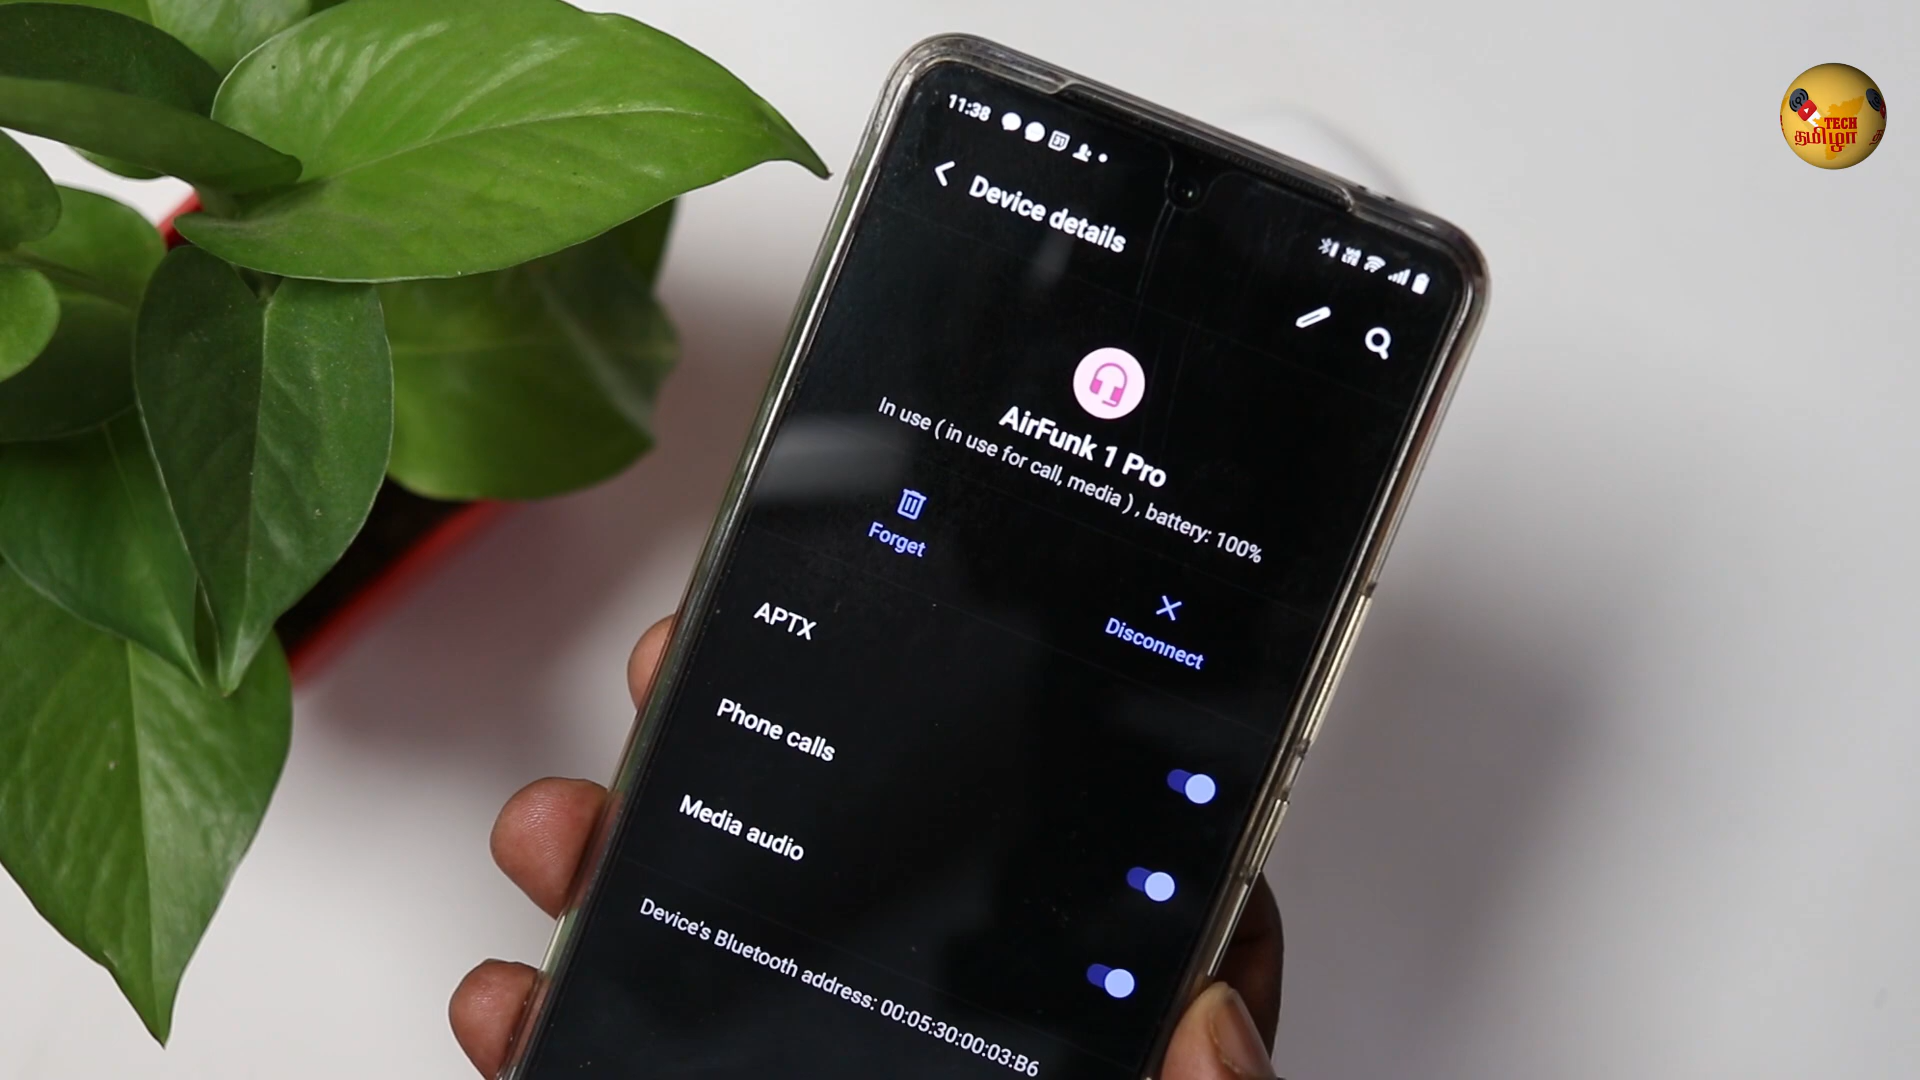 11:38
Device details
AirFunk 1 Pro
In use ( in use for call, media ) , battery: 100%
Forget
Disconnect
APTX
Phone calls
Media audio
Device's Bluetooth address: 00:05:30:00:03:B6
TECH
தமிழா